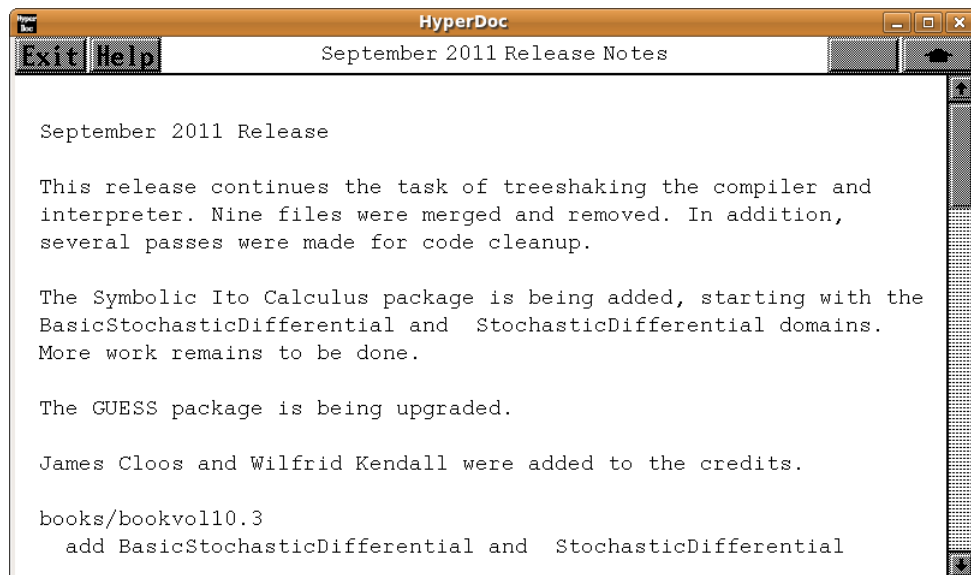 Hyper Doc
HyperDoc
Exit Help
September 2011 Release Notes
September 2011 Release
This release continues the task of treeshaking the compiler and
interpreter. Nine files were merged and removed. In addition,
several passes were made for code cleanup.
The Symbolic Ito Calculus package is being added, starting with the
BasicStochasticDifferential and  StochasticDifferential domains.
More work remains to be done.
The GUESS package is being upgraded.
James Cloos and Wilfrid Kendall were added to the credits.
books/bookvol10.3
add BasicStochasticDifferential and  StochasticDifferential